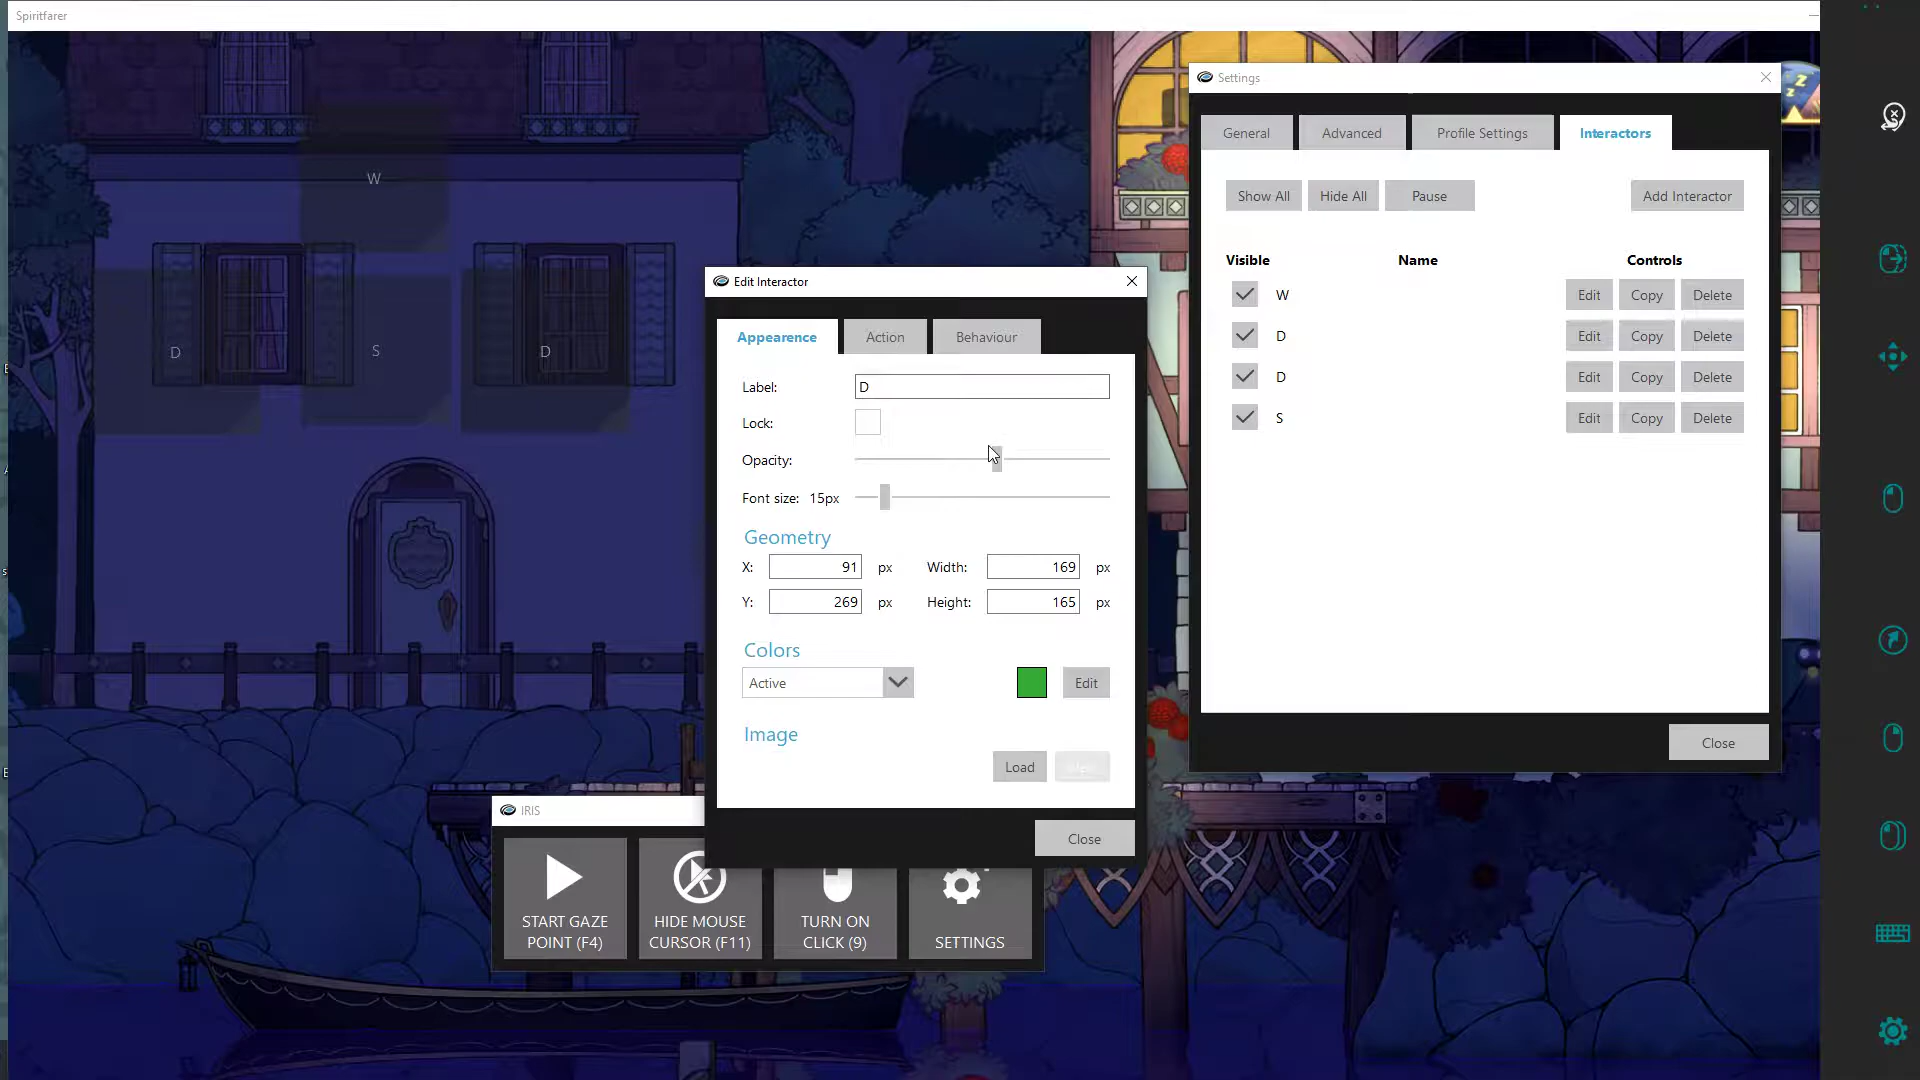 Spiritfarer
W
D
S
D
Settings
General
Advanced
Profile Settings
Interactors
Show All
Hide All
Pause
Add Interactor
Visible
Name
Controls
W
Edit
Copy
Delete
D
Edit
Copy
Delete
D
Edit
Copy
Delete
S
Edit
Copy
Delete
Close
Edit Interactor
Appearence
Action
Behaviour
Label:
D
Lock:
Opacity:
Font size: 15px
Geometry
X: 91 px
Width: 169 px
Y: 269 px
Height: 165 px
Colors
Active
Edit
Image
Load
Close
IRIS
START GAZE
POINT (F4)
HIDE MOUSE
CURSOR (F11)
TURN ON
CLICK (9)
SETTINGS